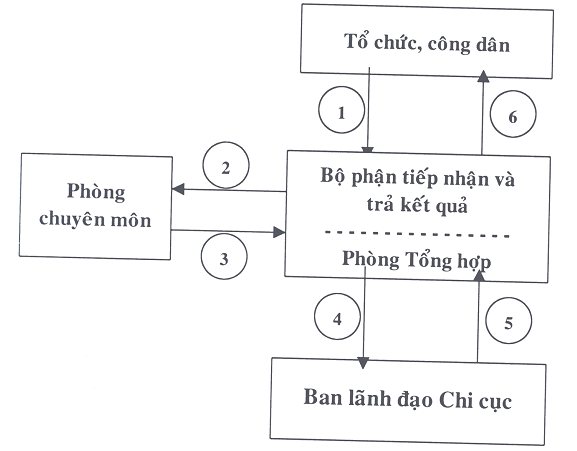 Tổ chức, công dân
1
6
Bộ phận tiếp nhận và
trả kết quả
2
Phòng
chuyên môn
3
Phòng Tổng hợp
4
5
Ban lãnh đạo Chi cục